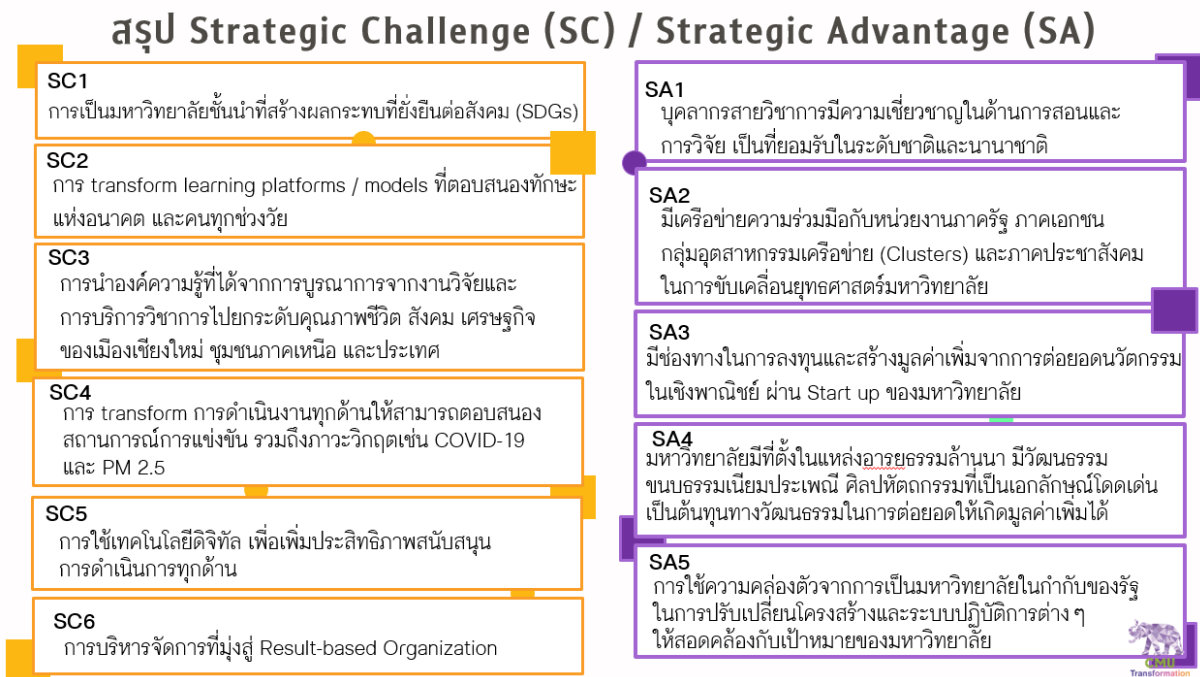 สรุป Strategic Challenge (SC) / Strategic Advantage (SA)
SC1
การเป็นมหาวิทยาลัยชั้นนำที่สร้างผลกระทบที่ยั่งยืนต่อสังคม (SDGs)
SC2
การ transform learning platforms / models ที่ตอบสนองทักษะ
แห่งอนาคต และคนทุกช่วงวัย
SC3
การนำองค์ความรู้ที่ได้จากการบูรณาการจากงานวิจัยและ
การบริการวิชาการไปยกระดับคุณภาพชีวิต สังคม เศรษฐกิจ
ของเมืองเชียงใหม่ ชุมชนภาคเหนือ และประเทศ
SC4
การ transform การดำเนินงานทุกด้านให้สามารถตอบสนอง
สถานการณ์การแข่งขัน รวมถึงภาวะวิกฤตเช่น COVID-19
และ PM 2.5
SC5
การใช้เทคโนโลยีดิจิทัล เพื่อเพิ่มประสิทธิภาพสนับสนุน
การดำเนินการทุกด้าน
SC6
การบริหารจัดการที่มุ่งสู่ Result-based Organization
SA1
บุคลากรสายวิชาการมีความเชี่ยวชาญในด้านการสอนและ
การวิจัย เป็นที่ยอมรับในระดับชาติและนานาชาติ
SA2
มีเครือข่ายความร่วมมือกับหน่วยงานภาครัฐ ภาคเอกชน
กลุ่มอุตสาหกรรมเครือข่าย (Clusters) และภาคประชาสังคม
ในการขับเคลื่อนยุทธศาสตร์มหาวิทยาลัย
SA3
มีช่องทางในการลงทุนและสร้างมูลค่าเพิ่มจากการต่อยอดนวัตกรรม
ในเชิงพาณิชย์ ผ่าน Start up ของมหาวิทยาลัย
SA4
มหาวิทยาลัยมีที่ตั้งในแหล่งอารยธรรมล้านนา มีวัฒนธรรม
ขนบธรรมเนียมประเพณี ศิลปหัตถกรรมที่เป็นเอกลักษณ์โดดเด่น
เป็นต้นทุนทางวัฒนธรรมในการต่อยอดให้เกิดมูลค่าเพิ่มได้
SA5
การใช้ความคล่องตัวจากการเป็นมหาวิทยาลัยในกำกับของรัฐ
ในการปรับเปลี่ยนโครงสร้างและระบบปฏิบัติการต่าง ๆ
ให้สอดคล้องกับเป้าหมายของมหาวิทยาลัย
CMU
Transformation